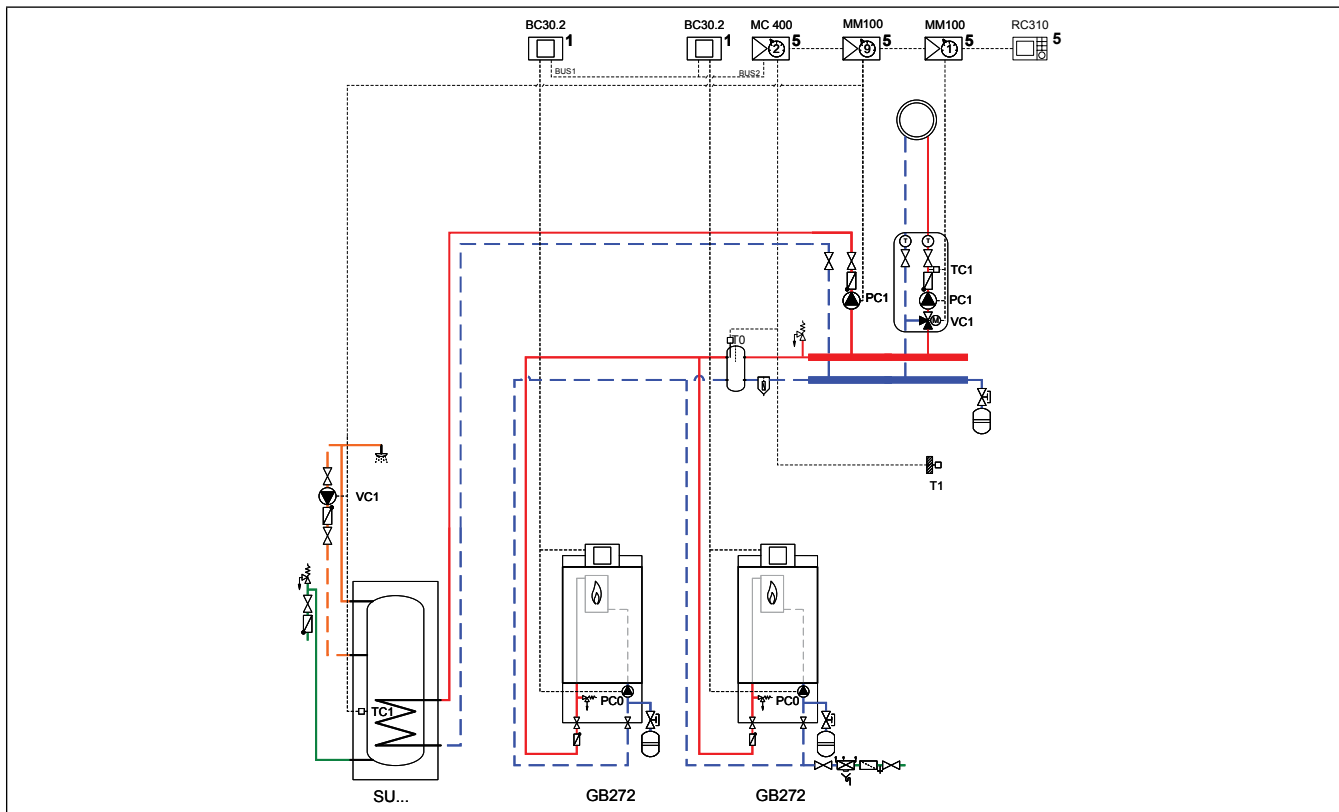 BC30.2 BC30.2 MC 400 MM100 MM100 RC310
1 1 2 5 9 5 1 5 5
BUS1 BUS2
T T
TC1
PC1 PC1
M VC1
T0
T1
VC1
TC1
PC0 PC0
SU... GB272 GB272